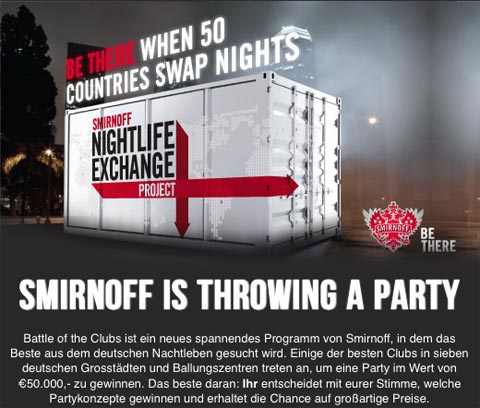 BE THERE WHEN 50
COUNTRIES SWAP NIGHTS
SMIRNOFF
NIGHTLIFE
EXCHANGE
PROJECT
SMIRNOFF
BE
THERE
SMIRNOFF IS THROWING A PARTY
Battle of the Clubs ist ein neues spannendes Programm von Smirnoff, in dem das
Beste aus dem deutschen Nachtleben gesucht wird. Einige der besten Clubs in sieben
deutschen Grosstädten und Ballungszentren treten an, um eine Party im Wert von
€50.000,- zu gewinnen. Das beste daran: Ihr entscheidet mit eurer Stimme, welche
Partykonzepte gewinnen und erhaltet die Chance auf großartige Preise.